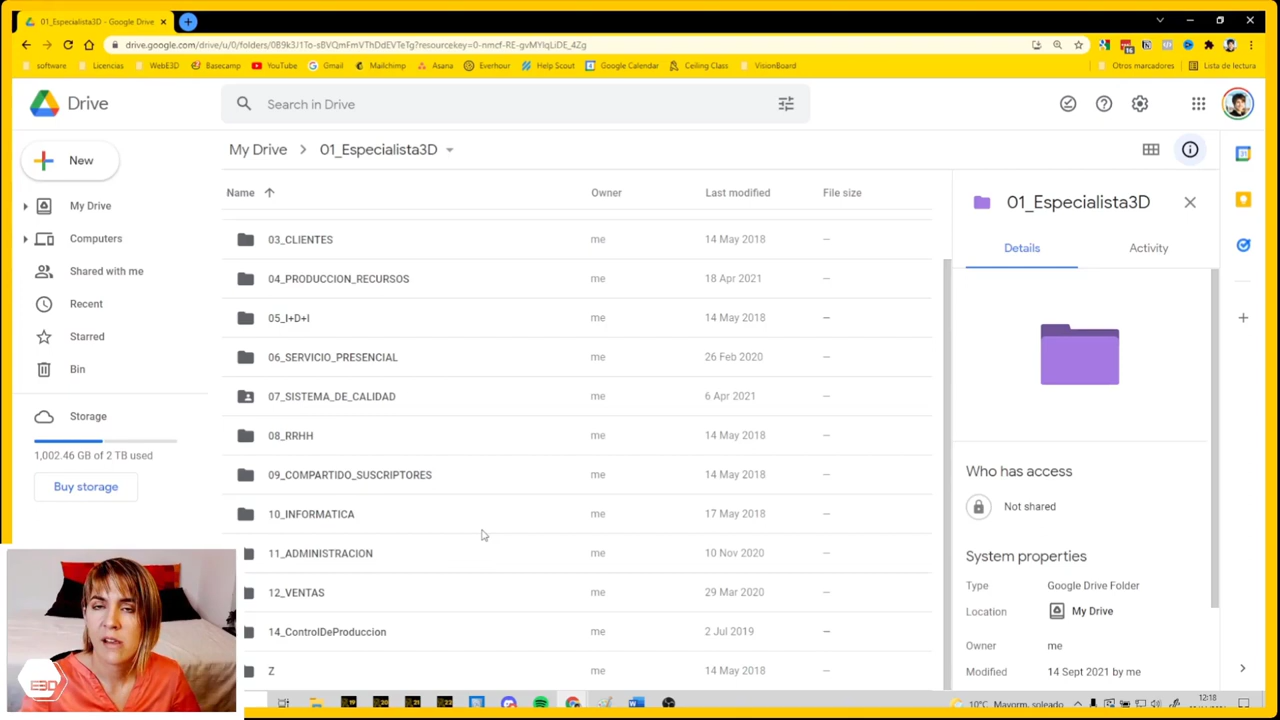 01_Especialista3D - Google Drive
drive.google.com/drive/u/0/folders/0B9k3J1To-sBVQmFmVThDdEVTeTg?resourcekey=0-nmcf-RE-gvMYlqLiDE_4Zg
software Licencias WebE3D Basecamp YouTube Gmail Mailchimp Asana Everhour Help Scout Google Calendar Ceiling Class VisionBoard Otros marcadores Lista de lectura
Drive
Search in Drive
New
My Drive
Computers
Shared with me
Recent
Starred
Bin
Storage
1,002.46 GB of 2 TB used
Buy storage
My Drive > 01_Especialista3D
Name Owner Last modified File size
03_CLIENTES me 14 May 2018 –
04_PRODUCCION_RECURSOS me 18 Apr 2021 –
05_I+D+I me 14 May 2018 –
06_SERVICIO_PRESENCIAL me 26 Feb 2020 –
07_SISTEMA_DE_CALIDAD me 6 Apr 2021 –
08_RRHH me 14 May 2018 –
09_COMPARTIDO_SUSCRIPTORES me 14 May 2018 –
10_INFORMATICA me 17 May 2018 –
11_ADMINISTRACION me 10 Nov 2020 –
12_VENTAS me 29 Mar 2020 –
14_ControlDeProduccion me 2 Jul 2019 –
Z me 14 May 2018 –
01_Especialista3D
Details Activity
Who has access
Not shared
System properties
Type Google Drive Folder
Location My Drive
Owner me
Modified 14 Sept 2021 by me
E3D
10°C Mayorm. soleado
12:18